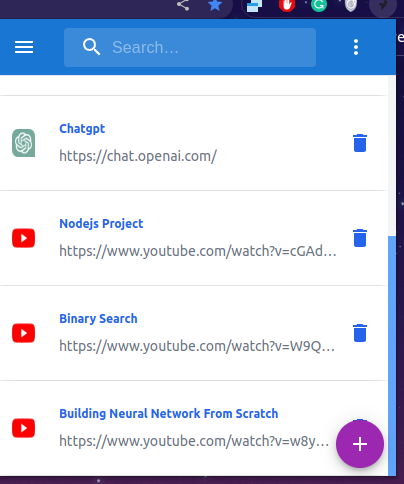 Search...
Chatgpt
https://chat.openai.com/
Nodejs Project
https://www.youtube.com/watch?v=cGAd...
Binary Search
https://www.youtube.com/watch?v=W9Q...
Building Neural Network From Scratch
https://www.youtube.com/watch?v=w8y...